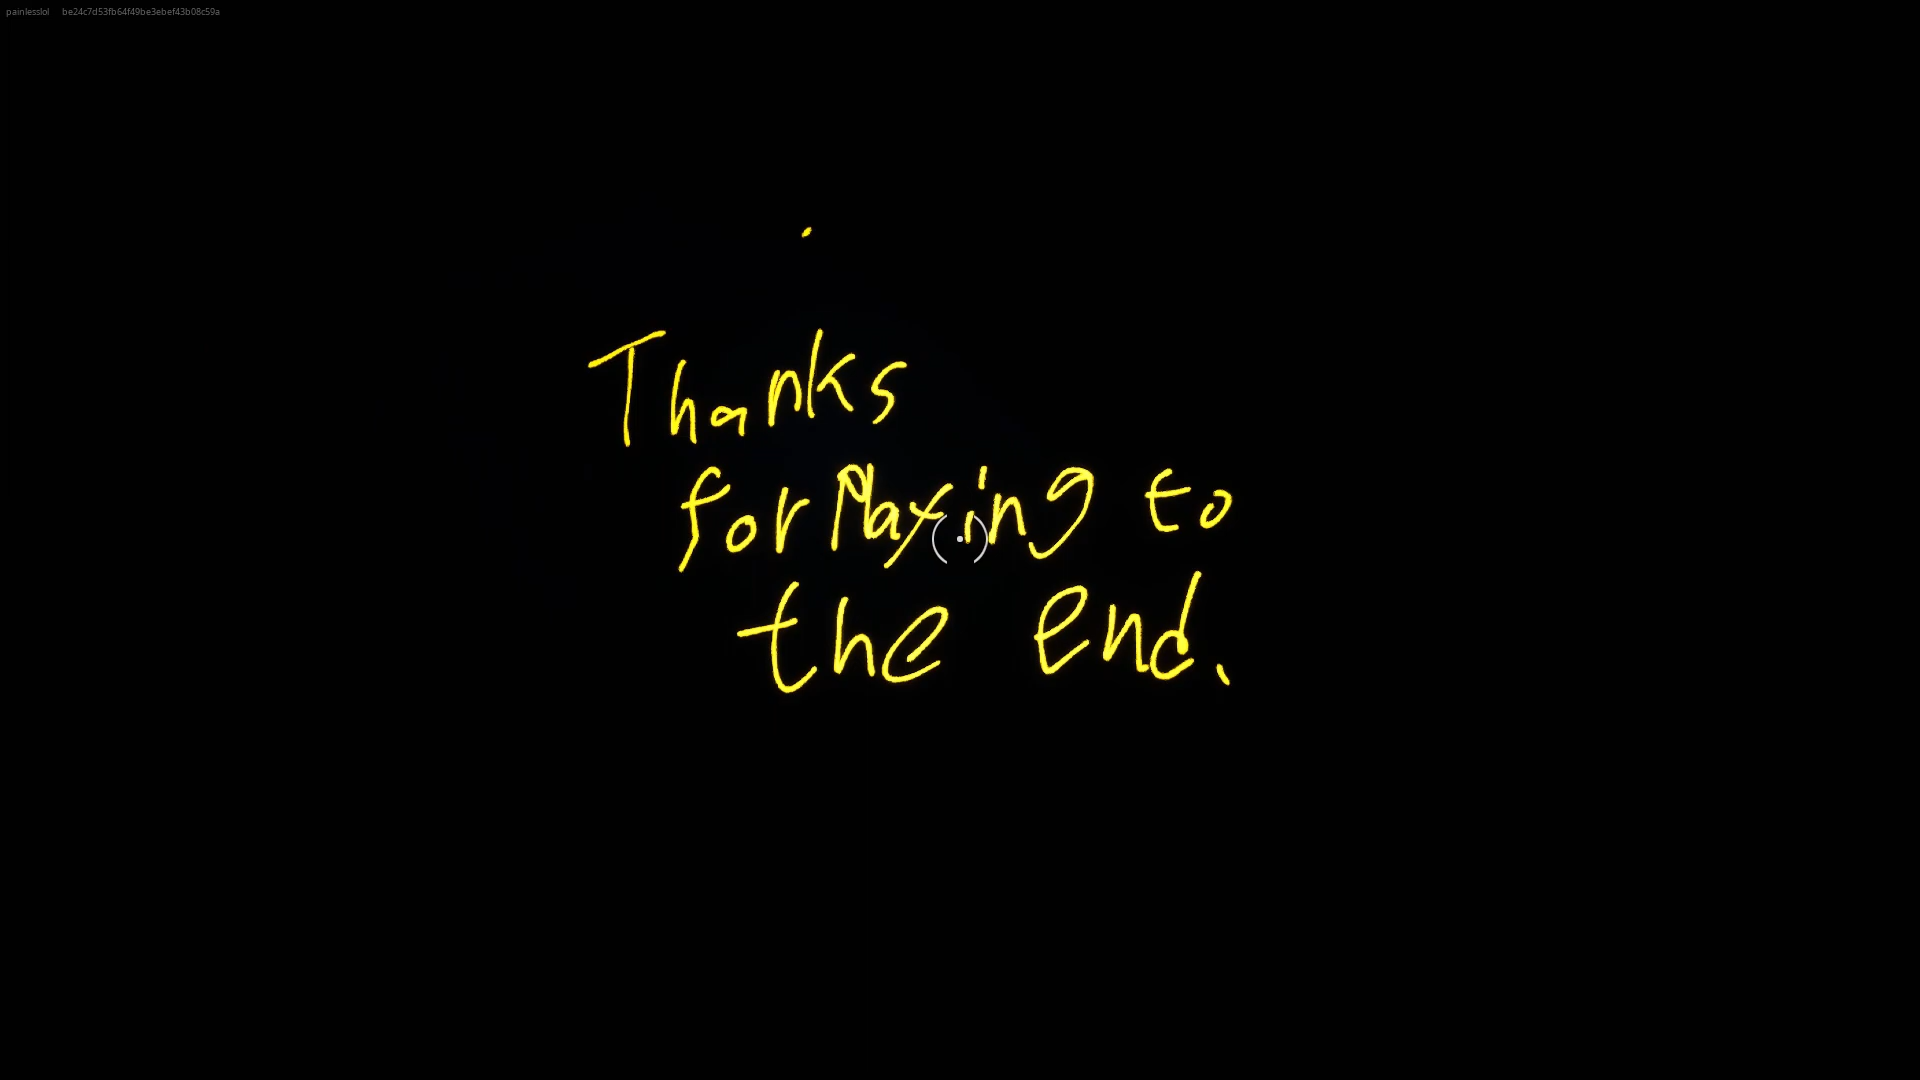 painlesslol be24c7d53fb64f49be3ebef43b08c59a
Thanks
for Playing to
the end.